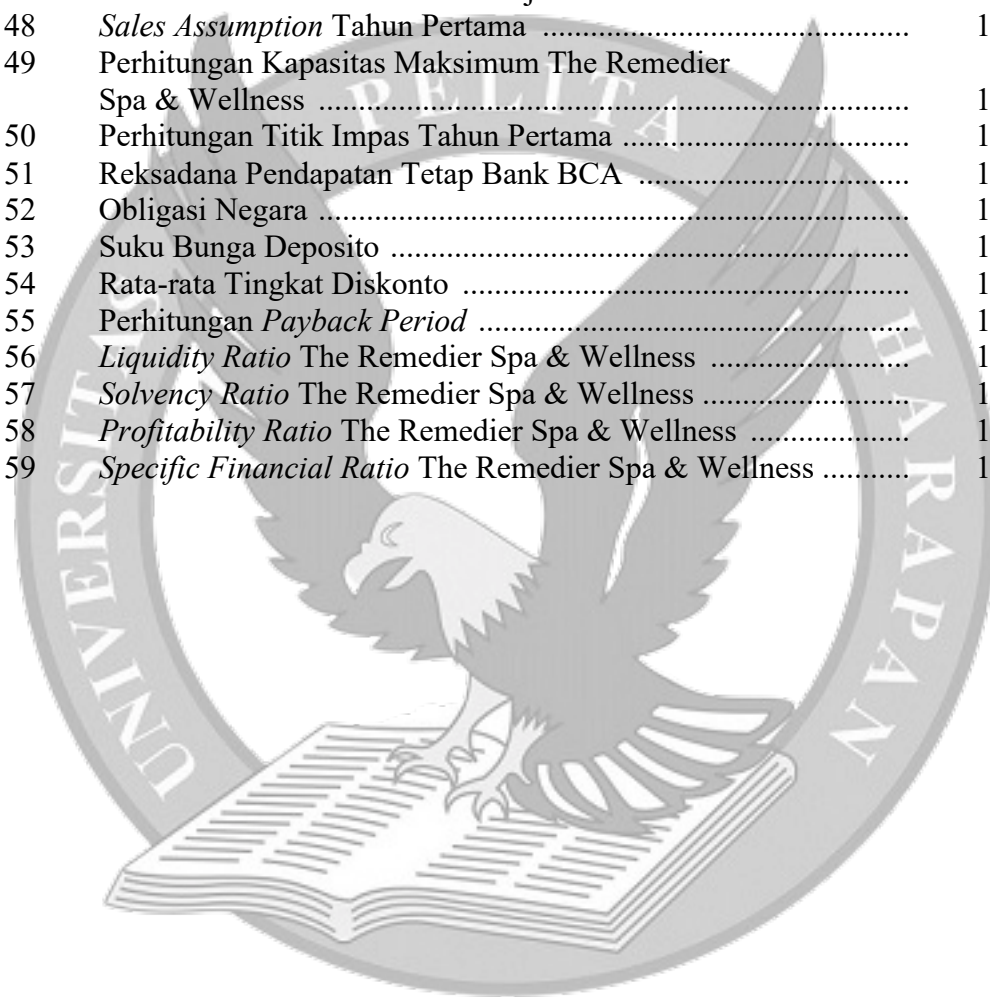 48 Sales Assumption Tahun Pertama ........................................... 1
49 Perhitungan Kapasitas Maksimum The Remedier
Spa & Wellness ...................................................................... 1
50 Perhitungan Titik Impas Tahun Pertama .................................. 1
51 Reksadana Pendapatan Tetap Bank BCA ................................ 1
52 Obligasi Negara ...................................................................... 1
53 Suku Bunga Deposito .............................................................. 1
54 Rata-rata Tingkat Diskonto ..................................................... 1
55 Perhitungan Payback Period ................................................... 1
56 Liquidity Ratio The Remedier Spa & Wellness ...................... 1
57 Solvency Ratio The Remedier Spa & Wellness ......................... 1
58 Profitability Ratio The Remedier Spa & Wellness ................... 1
59 Specific Financial Ratio The Remedier Spa & Wellness ........... 1
UNIVERSITAS PELITA HARAPAN